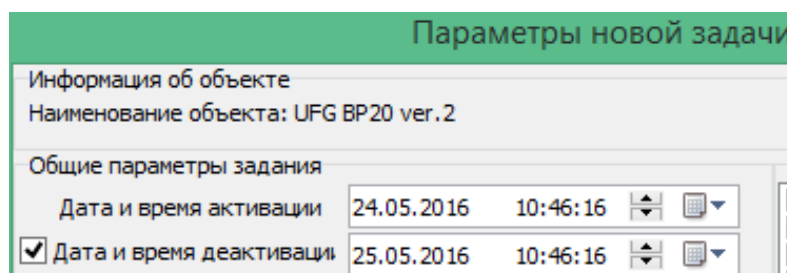 Параметры новой задачи
Информация об объекте
Наименование объекта: UFG BP20 ver.2
Общие параметры задания
Дата и время активации 24.05.2016 10:46:16
Дата и время деактиваци 25.05.2016 10:46:16